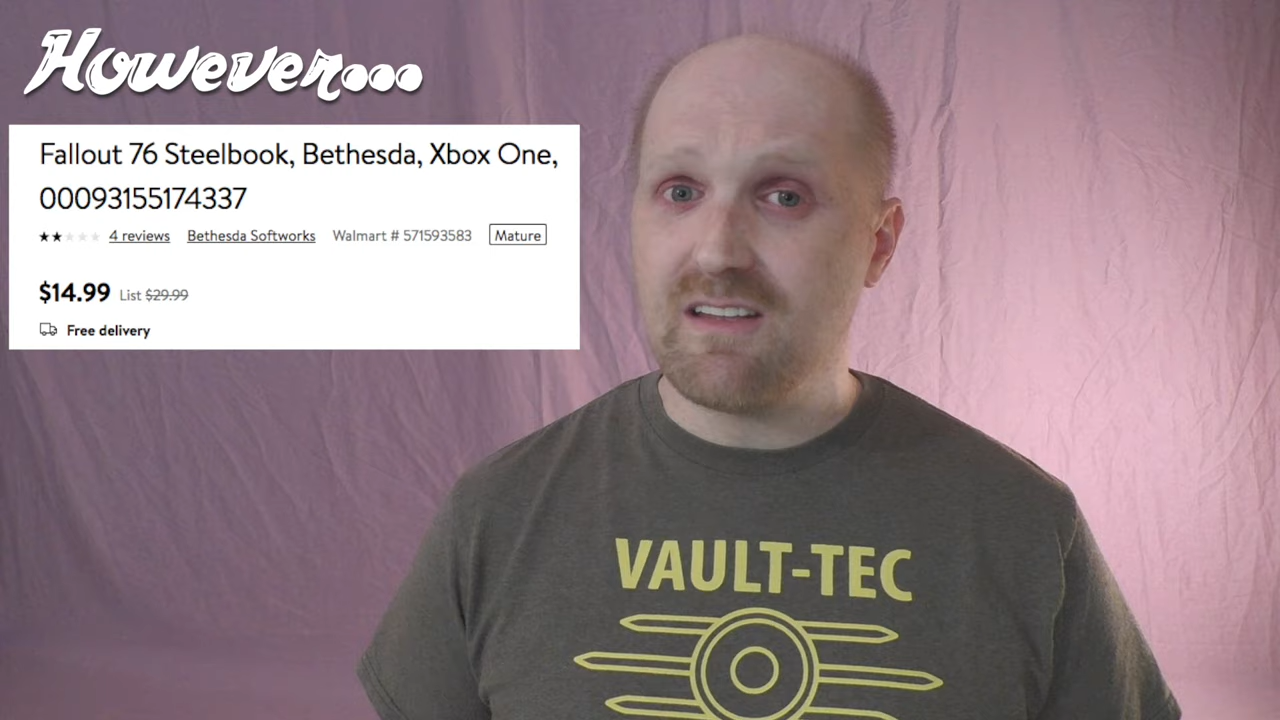 However...
Fallout 76 Steelbook, Bethesda, Xbox One,
00093155174337
4 reviews Bethesda Softworks Walmart # 571593583 Mature
$14.99 List $29.99
Free delivery
VAULT-TEC